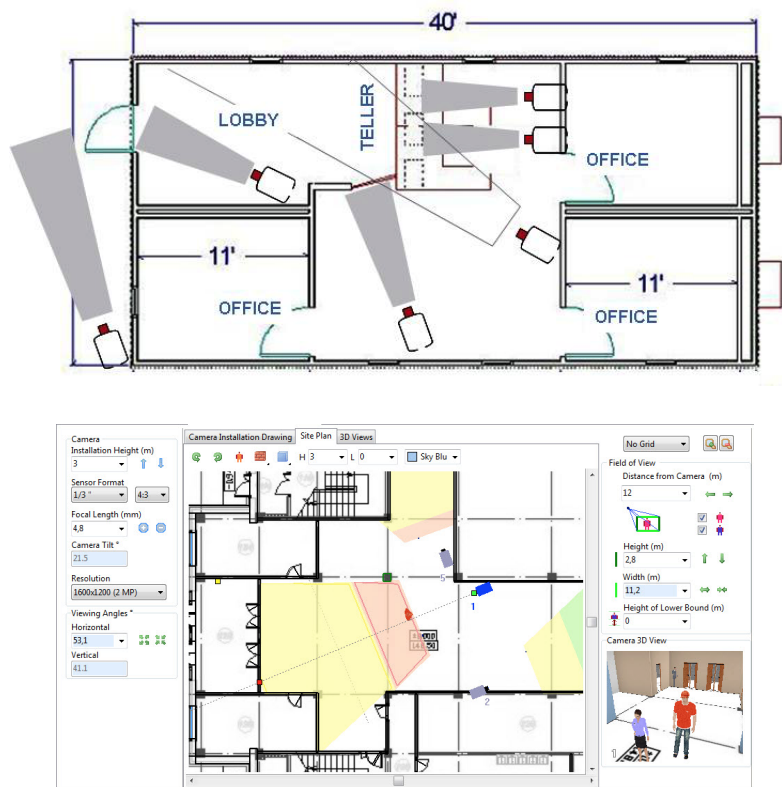 40'
LOBBY
TELLER
OFFICE
11'
11'
OFFICE
OFFICE
Camera
Installation Height (m)
3
Sensor Format
1/3 "
4:3
Focal Length (mm)
4,8
Camera Tilt °
21.5
Resolution
1600x1200 (2 MP)
Viewing Angles °
Horizontal
53,1
Vertical
41.1
Camera Installation Drawing
Site Plan
3D Views
H 3
L 0
Sky Blu
5
1
2
No Grid
Field of View
Distance from Camera (m)
12
Height (m)
2,8
Width (m)
11,2
Height of Lower Bound (m)
0
Camera 3D View
1